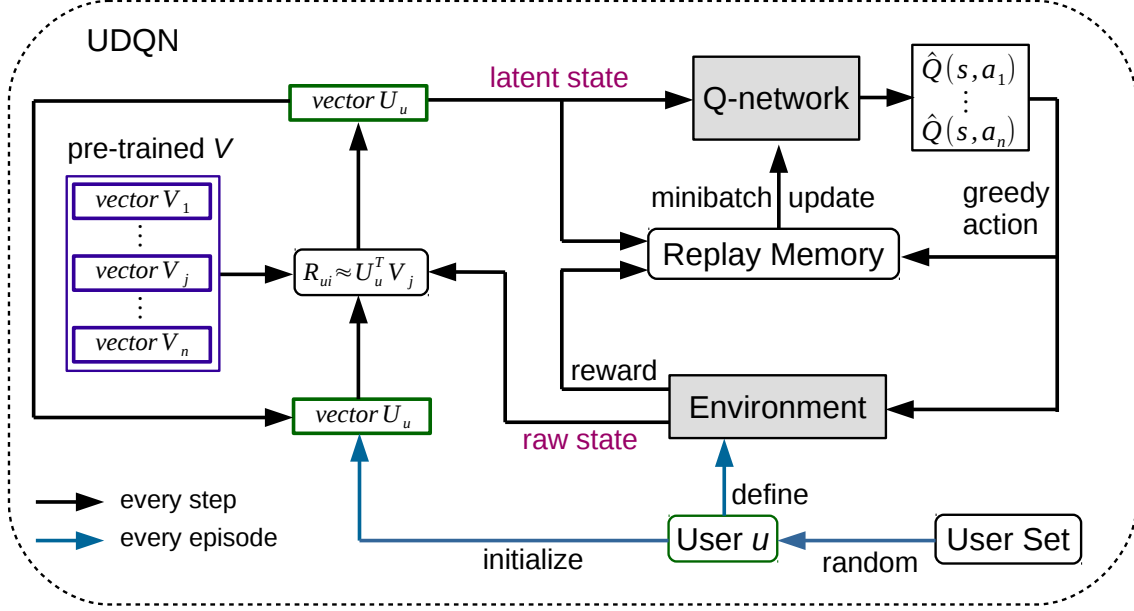 UDQN
latent state
vector U_u
Q-network
Q̂(s,a_1)
⋮
Q̂(s,a_n)
pre-trained V
vector V_1
⋮
vector V_j
⋮
vector V_n
minibatch update
greedy
action
Replay Memory
R_ui≈U_u^T V_j
reward
Environment
vector U_u
raw state
every step
define
every episode
initialize
User u
random
User Set